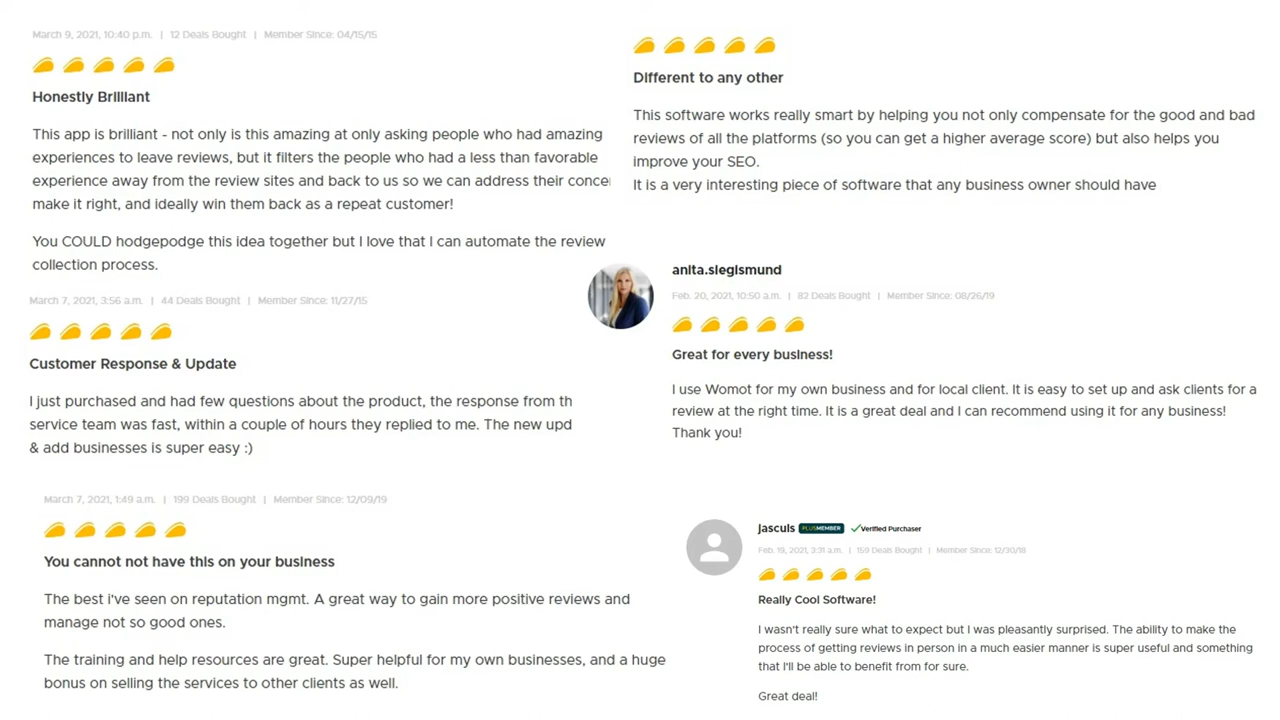 March 9, 2021, 10:40 p.m. | 12 Deals Bought | Member Since: 04/15/15
Honestly Brilliant
This app is brilliant - not only is this amazing at only asking people who had amazing
experiences to leave reviews, but it filters the people who had a less than favorable
experience away from the review sites and back to us so we can address their concer
make it right, and ideally win them back as a repeat customer!
You COULD hodgepodge this idea together but I love that I can automate the review
collection process.
March 7, 2021, 3:56 a.m. | 44 Deals Bought | Member Since: 11/27/15
Customer Response & Update
I just purchased and had few questions about the product, the response from th
service team was fast, within a couple of hours they replied to me. The new upd
& add businesses is super easy :)
March 7, 2021, 1:49 a.m. | 199 Deals Bought | Member Since: 12/09/19
You cannot not have this on your business
The best i've seen on reputation mgmt. A great way to gain more positive reviews and
manage not so good ones.
The training and help resources are great. Super helpful for my own businesses, and a huge
bonus on selling the services to other clients as well.
Different to any other
This software works really smart by helping you not only compensate for the good and bad
reviews of all the platforms (so you can get a higher average score) but also helps you
improve your SEO.
It is a very interesting piece of software that any business owner should have
anita.siegismund
Feb. 20, 2021, 10:50 a.m. | 82 Deals Bought | Member Since: 08/26/19
Great for every business!
I use Womot for my own business and for local client. It is easy to set up and ask clients for a
review at the right time. It is a great deal and I can recommend using it for any business!
Thank you!
jasculs PLUS MEMBER Verified Purchaser
Feb. 19, 2021, 3:11 a.m. | 159 Deals Bought | Member Since: 12/30/18
Really Cool Software!
I wasn't really sure what to expect but I was pleasantly surprised. The ability to make the
process of getting reviews in person in a much easier manner is super useful and something
that I'll be able to benefit from for sure.
Great deal!